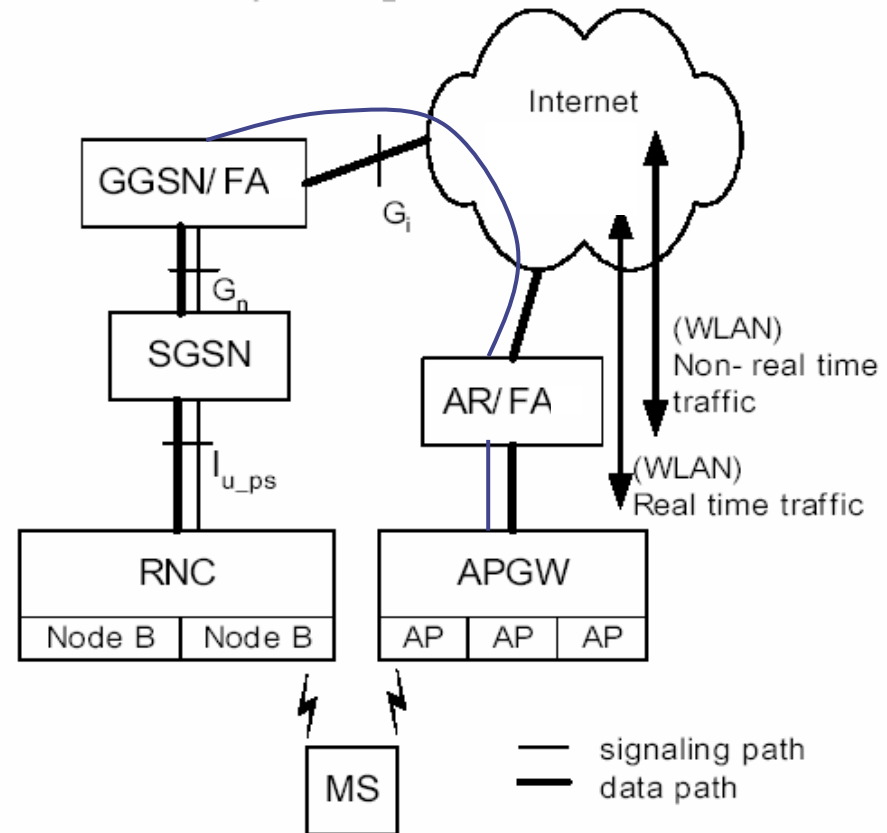 Internet
GGSN/ FA
Gi
Gn
SGSN
(WLAN)
Non- real time
traffic
AR/ FA
Iu_ps
(WLAN)
Real time traffic
RNC
APGW
Node B
Node B
AP
AP
AP
signaling path
MS
data path